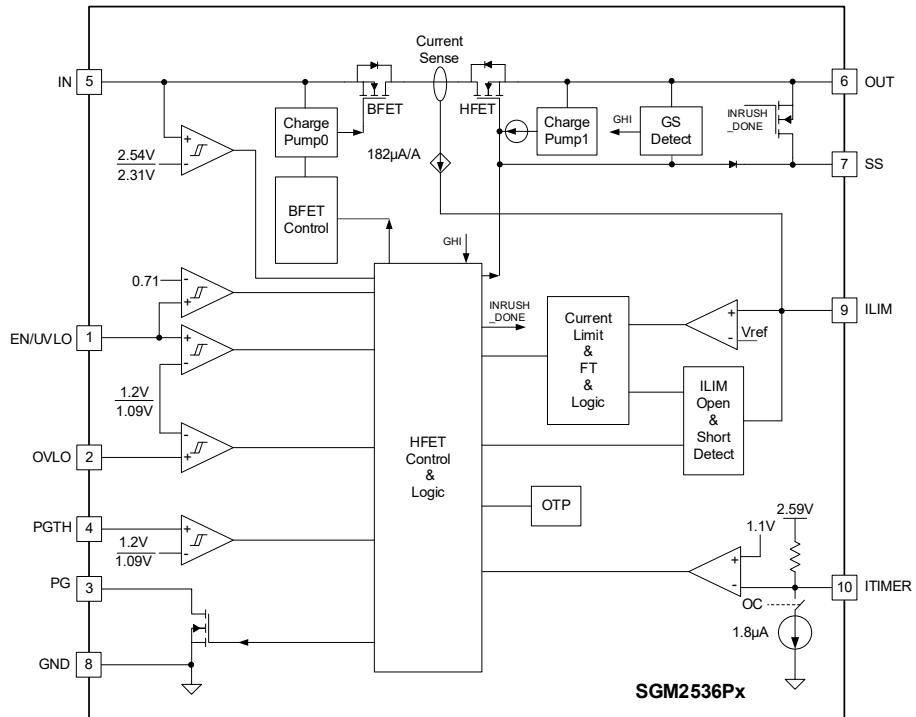 Current
Sense
IN
5
6
OUT
BFET
HFET
Charge
Pump0
Charge
Pump1
GHI
GS
Detect
INRUSH
_DONE
2.54V
2.31V
182µA/A
7
SS
BFET
Control
GHI
0.71
INRUSH
_DONE
EN/UVLO
1
Current
Limit
&
FT
&
Logic
Vref
9
ILIM
1.2V
1.09V
ILIM
Open
&
Short
Detect
OVLO
2
HFET
Control
&
Logic
PGTH
4
OTP
2.59V
1.2V
1.09V
1.1V
PG
3
10
ITIMER
OC
1.8µA
GND
8
SGM2536Px
+
-
-
+
+
-
-
+
+
-
+
-
+
-